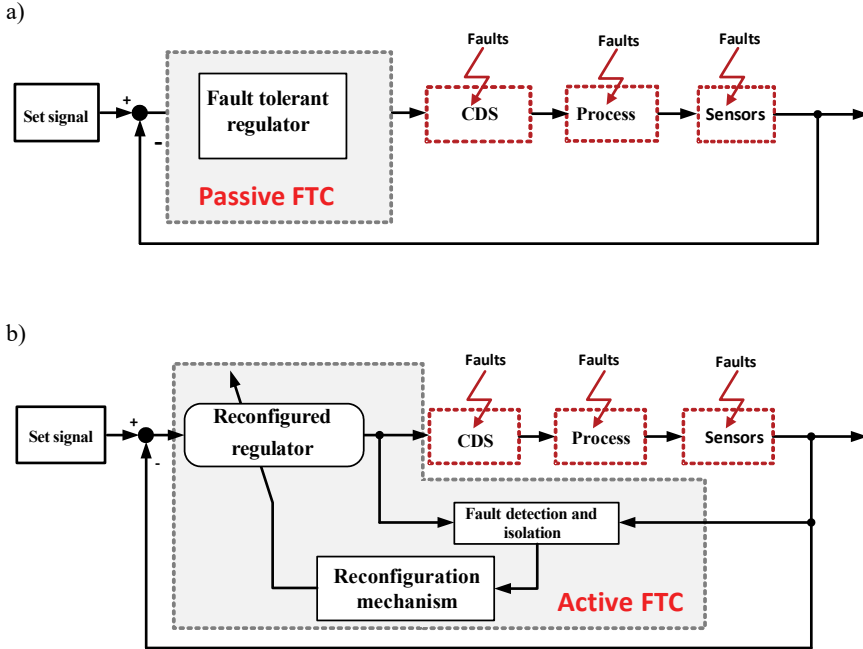 a)
Faults
Faults
Faults
Set signal
+
-
Fault tolerant
regulator
CDS
Process
Sensors
Passive FTC
b)
Faults
Faults
Faults
Set signal
+
-
Reconfigured
regulator
CDS
Process
Sensors
Fault detection and
isolation
Reconfiguration
mechanism
Active FTC